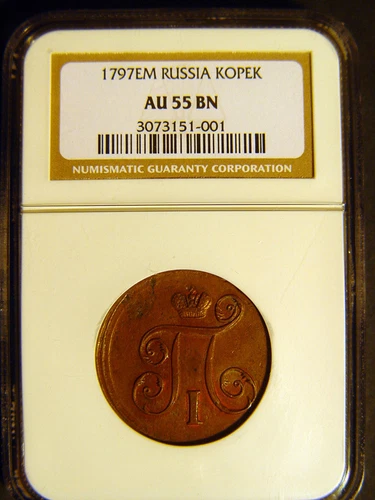 1797EM RUSSIA KOPEK
AU 55 BN
3073151-001
NUMISMATIC GUARANTY CORPORATION
П
I